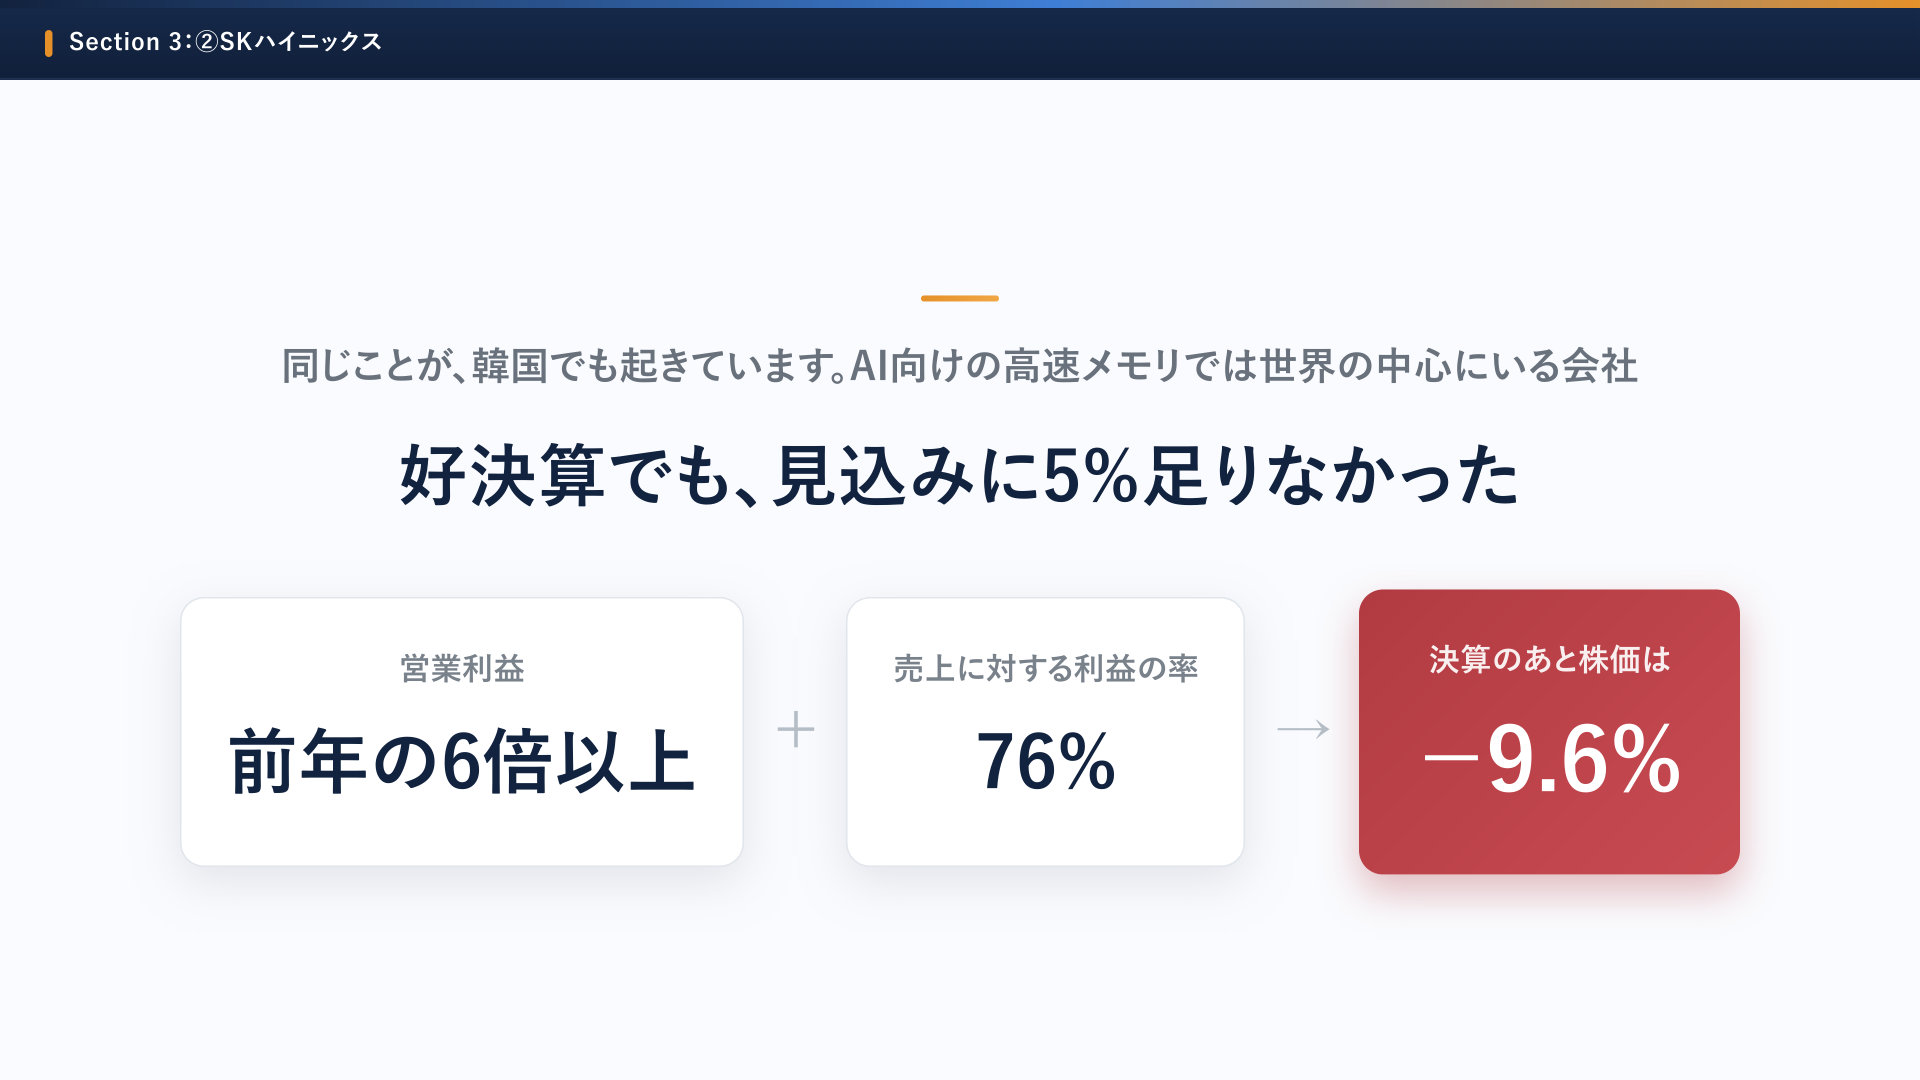 Section 3：②SKハイニックス
同じことが、韓国でも起きています。AI向けの高速メモリでは世界の中心にいる会社
好決算でも、見込みに5%足りなかった
営業利益
前年の6倍以上
＋
売上に対する利益の率
76%
→
決算のあと株価は
－9.6%